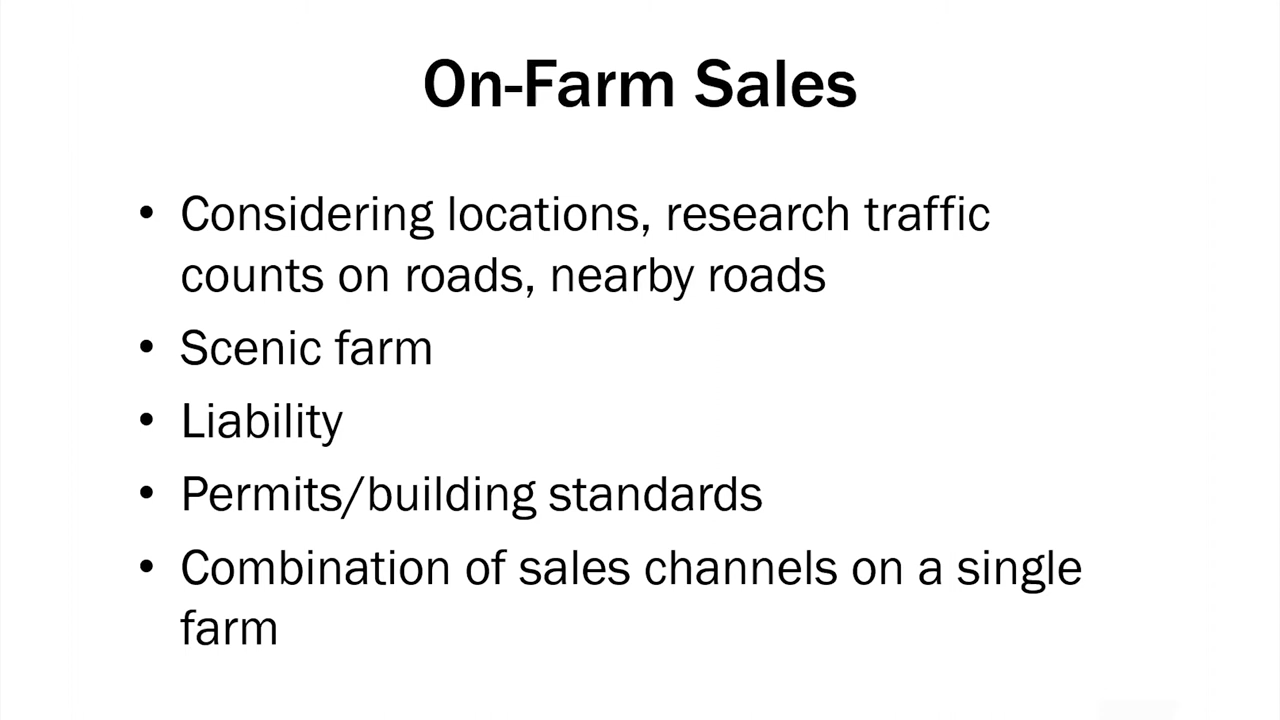 On-Farm Sales
• Considering locations, research traffic
counts on roads, nearby roads
• Scenic farm
• Liability
• Permits/building standards
• Combination of sales channels on a single
farm